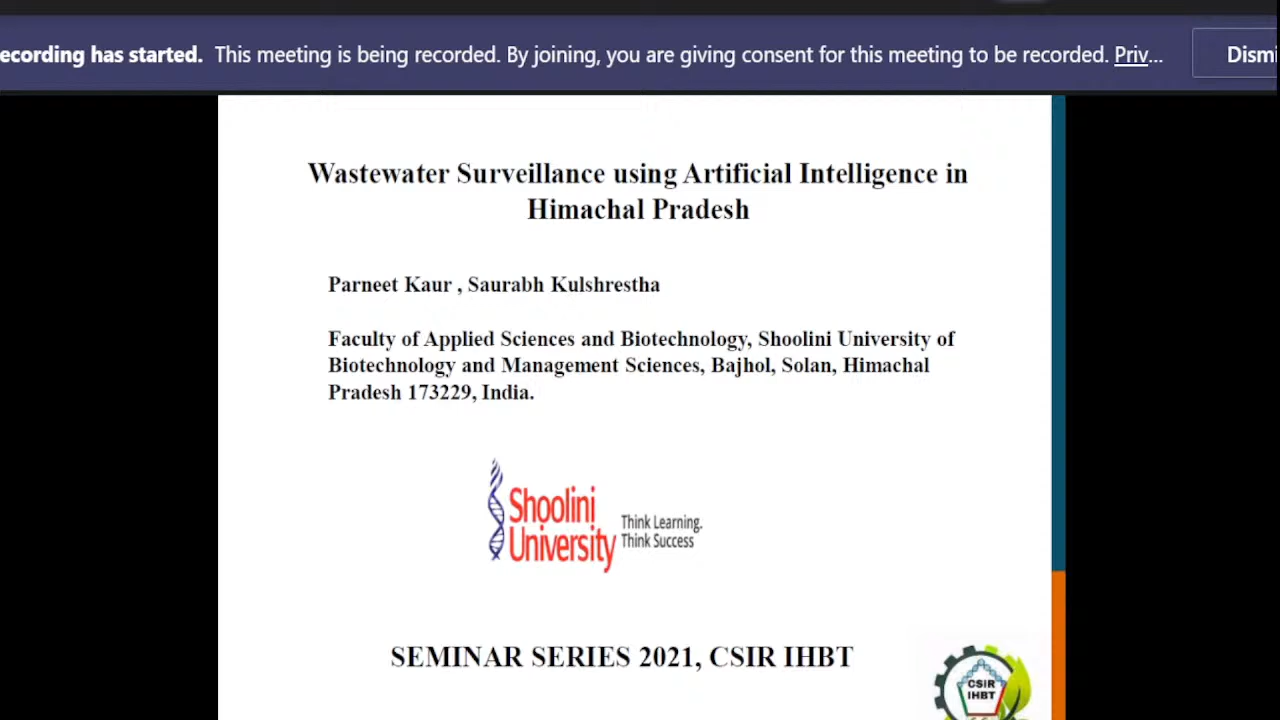 ecording has started. This meeting is being recorded. By joining, you are giving consent for this meeting to be recorded. Priv... Dismi
Wastewater Surveillance using Artificial Intelligence in
Himachal Pradesh
Parneet Kaur , Saurabh Kulshrestha
Faculty of Applied Sciences and Biotechnology, Shoolini University of
Biotechnology and Management Sciences, Bajhol, Solan, Himachal
Pradesh 173229, India.
Shoolini
University
Think Learning.
Think Success
SEMINAR SERIES 2021, CSIR IHBT
CSIR
IHBT